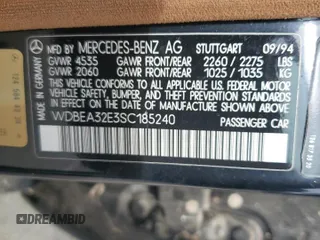 MFD. BY MERCEDES-BENZ AG STUTTGART 09/94
GVWR 4535 GAWR FRONT/REAR 2260 / 2275 LBS
GVWR 2060 GAWR FRONT/REAR 1025 / 1035 KG
THIS VEHICLE CONFORMS TO ALL APPLICABLE U.S. FEDERAL MOTOR
VEHICLE SAFETY, BUMPER, AND THEFT PREVENTION STANDARDS
IN EFFECT ON THE DATE OF MANUFACTURE SHOWN ABOVE.
WDBEA32E3SC185240
PASSENGER CAR
MADE IN GERMANY
DREAMBID